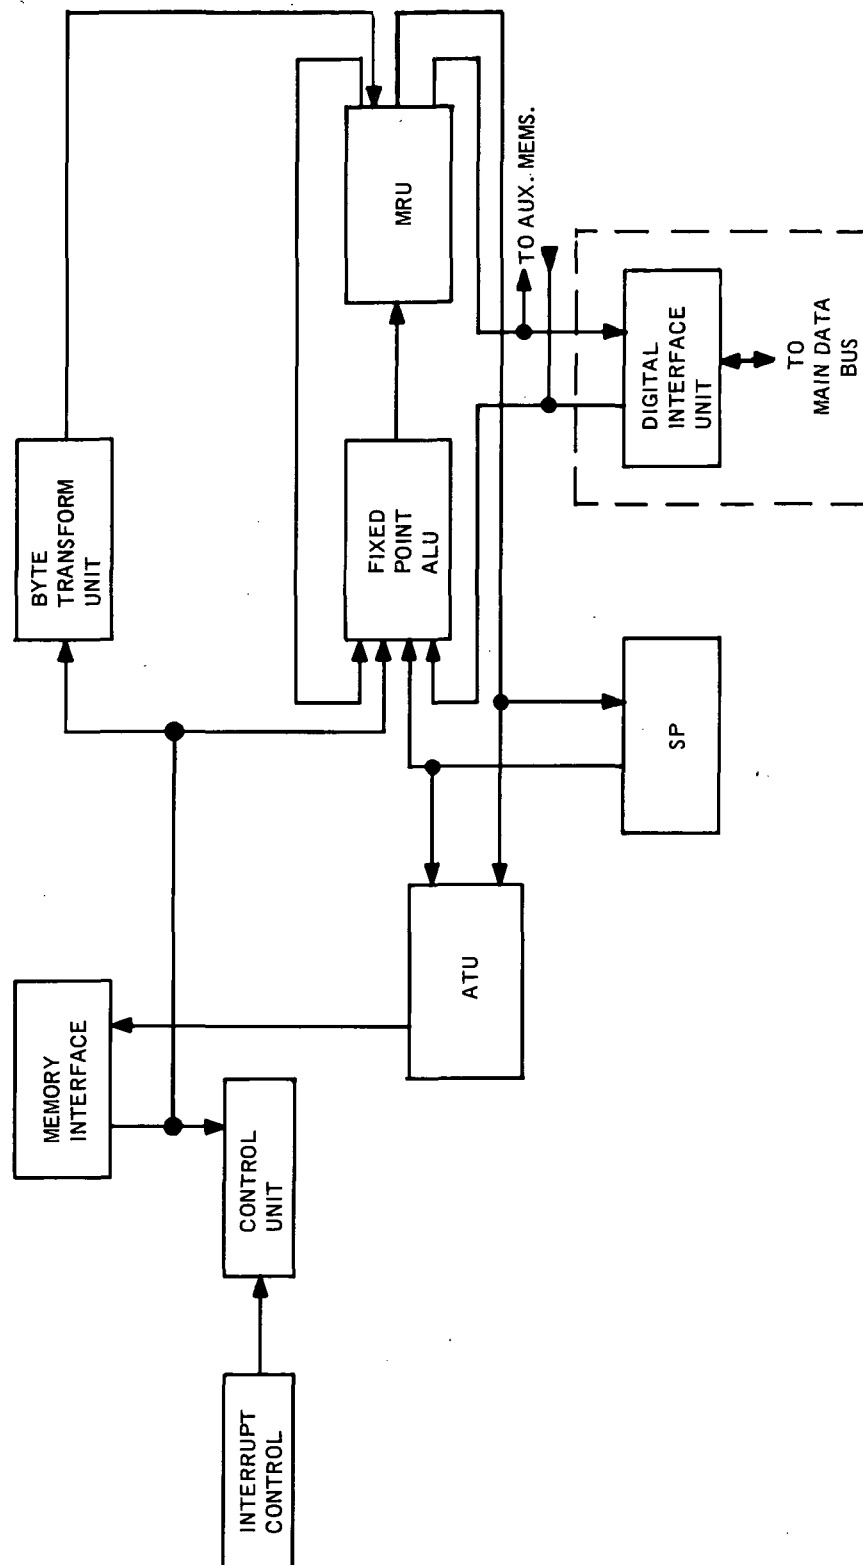 INTERRUPT
CONTROL
MEMORY
INTERFACE
CONTROL
UNIT
ATU
BYTE
TRANSFORM
UNIT
FIXED
POINT
ALU
SP
MRU
TO AUX. MEMS.
DIGITAL
INTERFACE
UNIT
TO
MAIN DATA
BUS